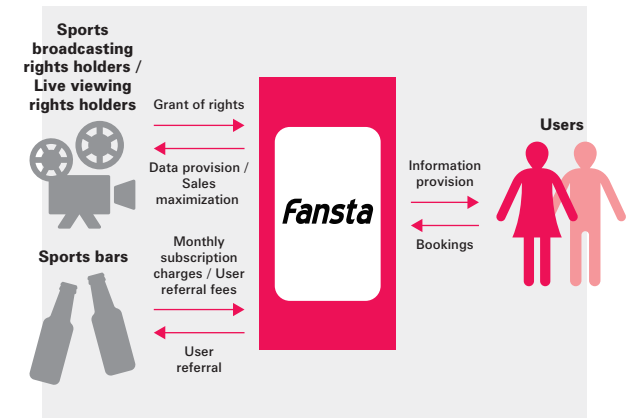 Sports
broadcasting
rights holders /
Live viewing
rights holders
Grant of rights
Data provision /
Sales
maximization
Sports bars
Monthly
subscription
charges / User
referral fees
User
referral
Fansta
Information
provision
Bookings
Users